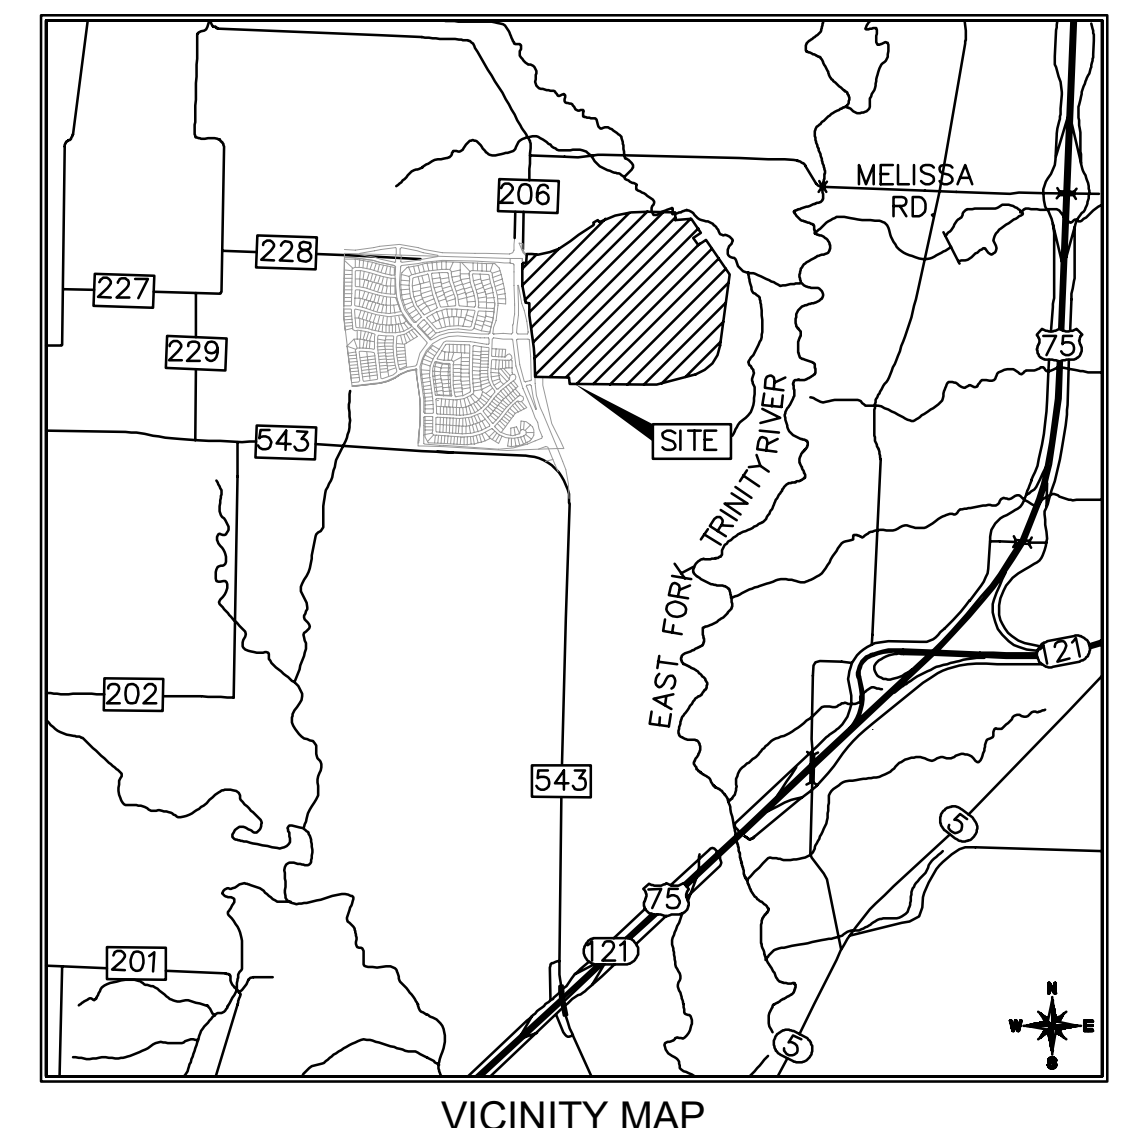 MELISSA
RD.
206
228
227
229
75
543
SITE
EAST FORK TRINITY RIVER
121
202
543
5
75
121
201
N
W E
S
5
VICINITY MAP